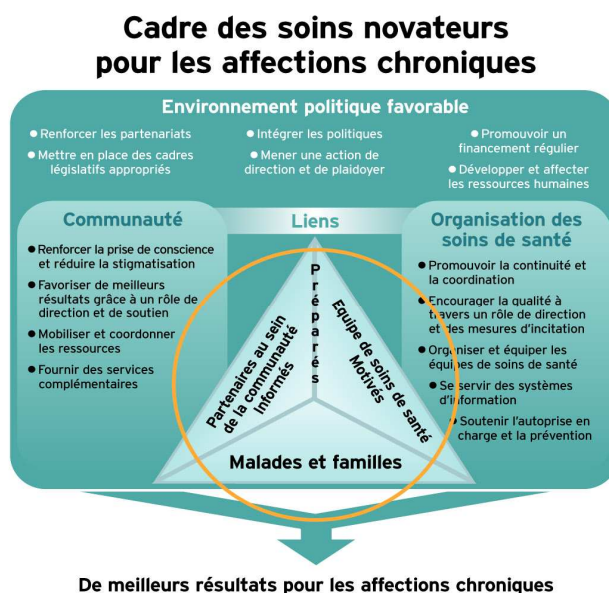 Cadre des soins novateurs
pour les affections chroniques
Environnement politique favorable
● Renforcer les partenariats
● Mettre en place des cadres
législatifs appropriés
● Intégrer les politiques
● Mener une action de
direction et de plaidoyer
● Promouvoir un
financement régulier
● Développer et affecter
les ressources humaines
Communauté
● Renforcer la prise de conscience
et réduire la stigmatisation
● Favoriser de meilleurs
résultats grâce à un rôle de
direction et de soutien
● Mobiliser et coordonner
les ressources
● Fournir des services
complémentaires
Liens
Préparés
Partenaires au sein
de la communauté
Informés
Equipe de soins de santé
Motivés
Malades et familles
Organisation des
soins de santé
● Promouvoir la continuité et
la coordination
● Encourager la qualité à
travers un rôle de direction
et des mesures d'incitation
● Organiser et équiper les
équipes de soins de santé
● Se servir des systèmes
d'information
● Soutenir l'autoprise en
charge et la prévention
De meilleurs résultats pour les affections chroniques